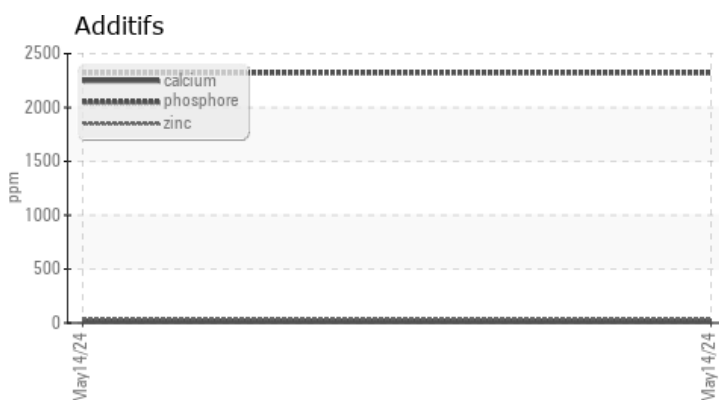 Additifs
2500
2000
1500
1000
500
0
ppm
calcium
phosphore
zinc
May14/24
May14/24